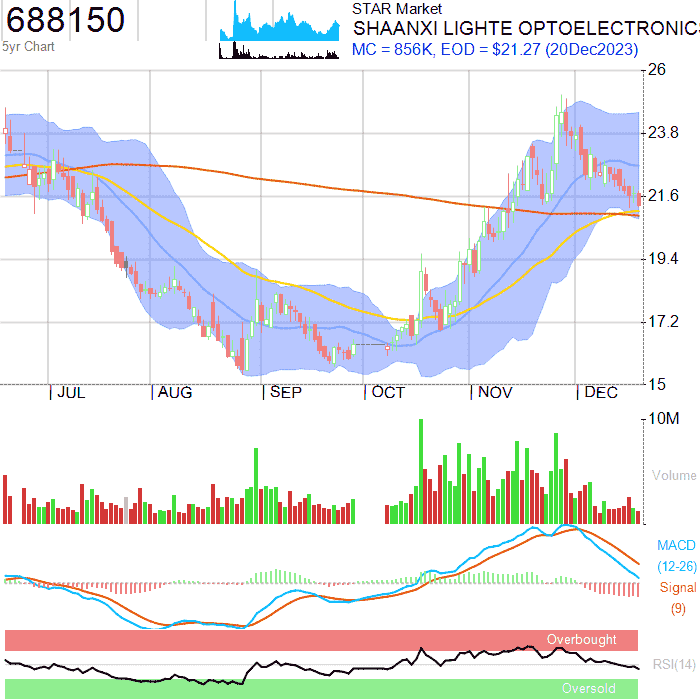 688150
5yr Chart
STAR Market
SHAANXI LIGHTE OPTOELECTRONICS
MC = 856K, EOD = $21.27 (20Dec2023)
26
23.8
21.6
19.4
17.2
15
JUL
AUG
SEP
OCT
NOV
DEC
10M
Volume
MACD
(12-26)
Signal
(9)
Overbought
RSI(14)
Oversold